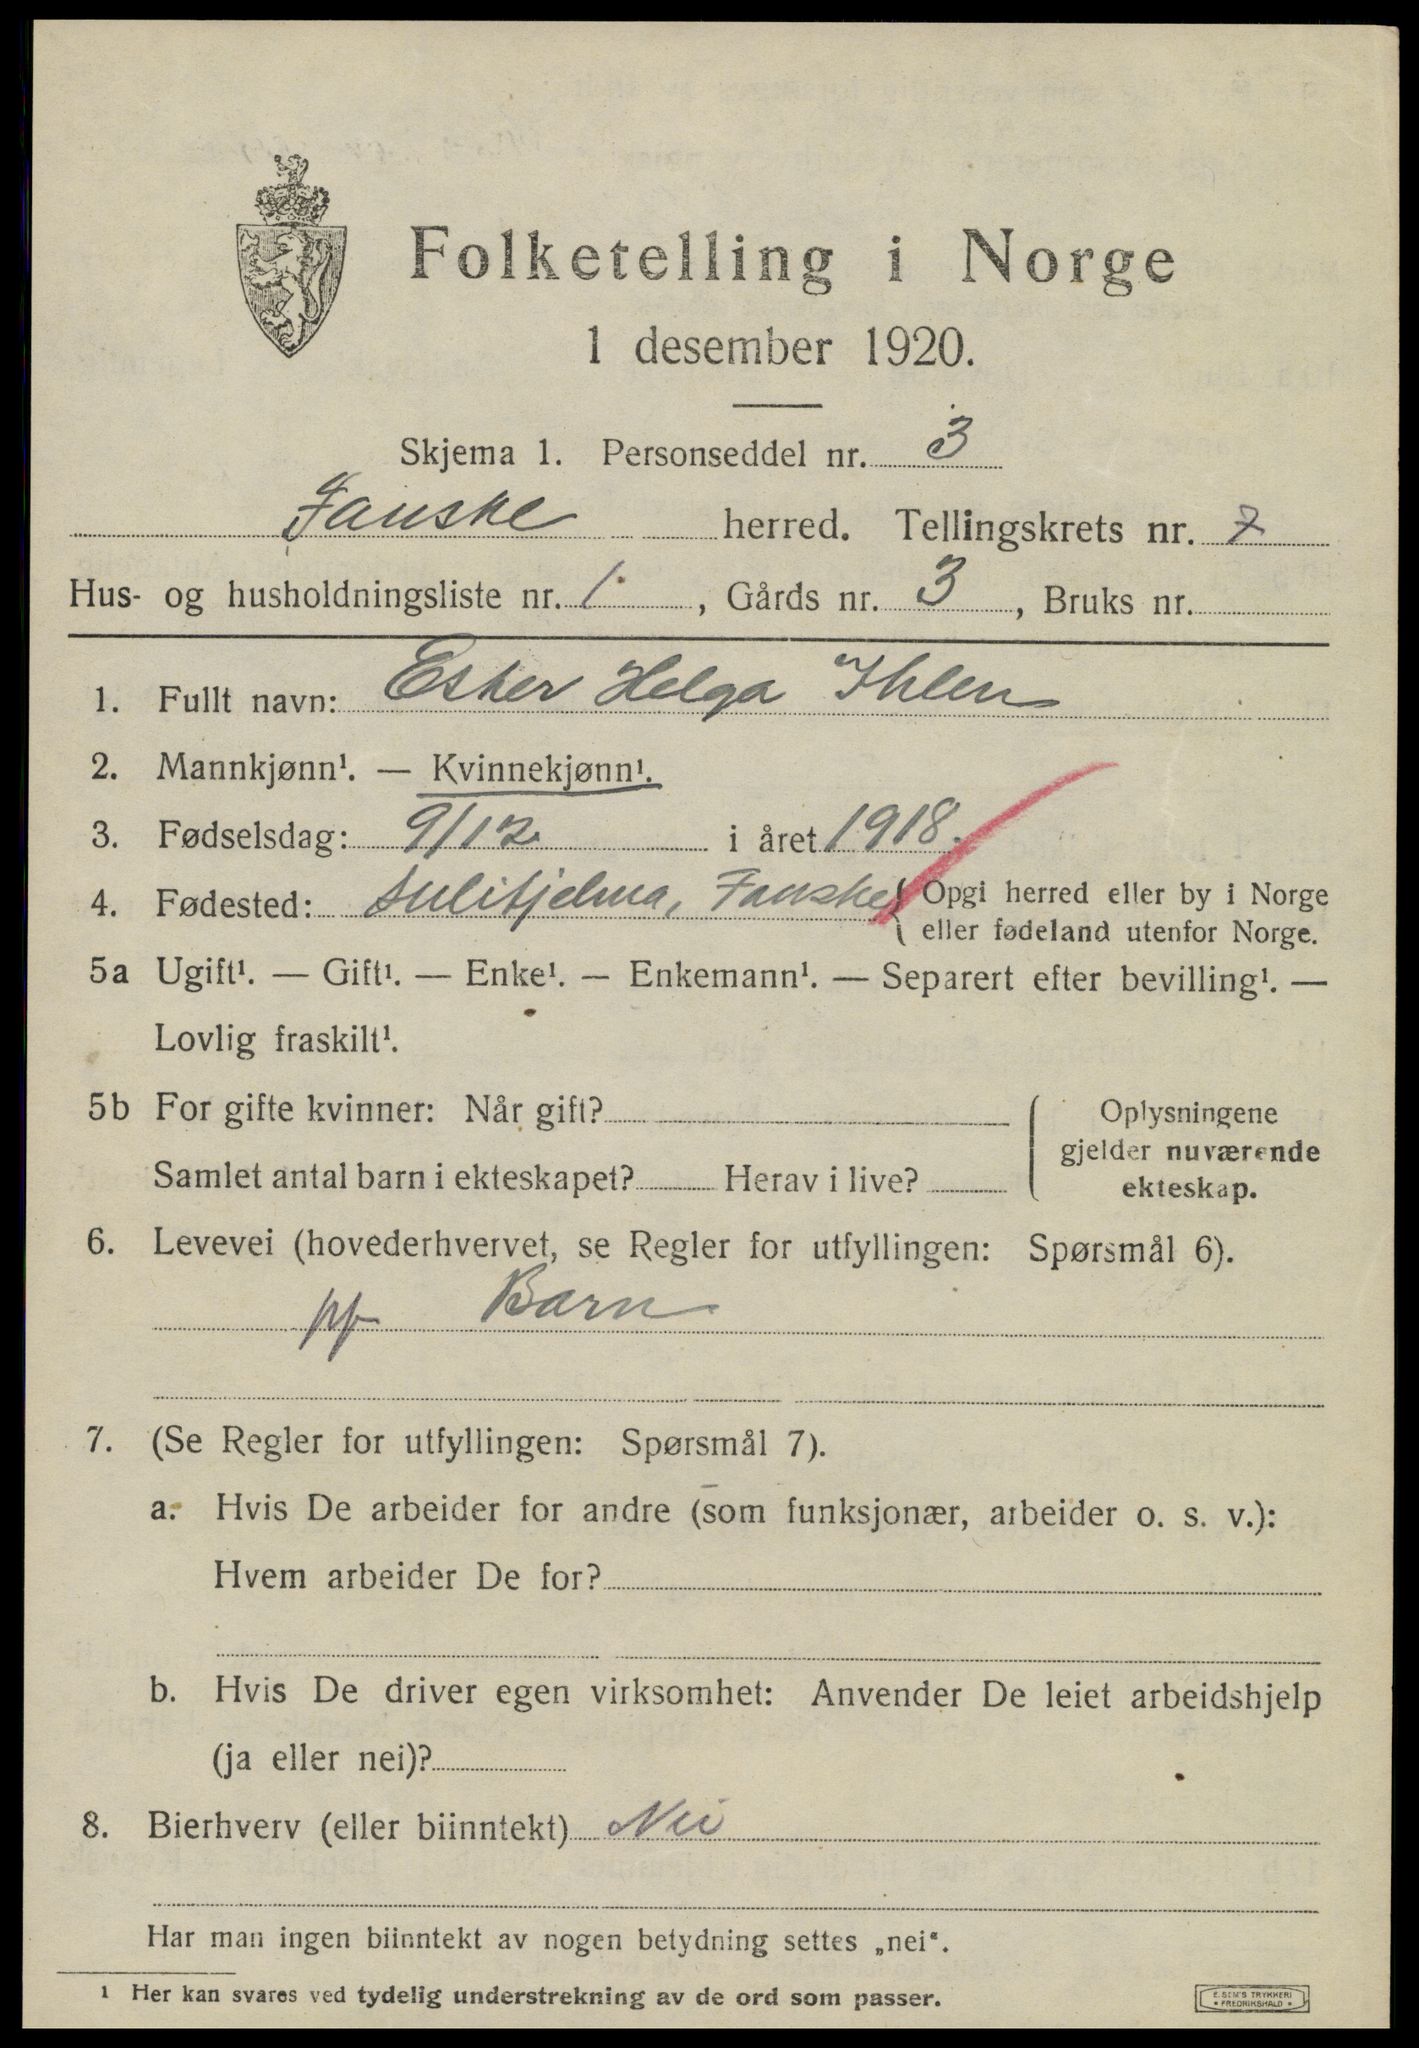 Folketelling i Norge
1 desember 1920.
Skjema 1. Personseddel nr. 3
Fauske herred. Tellingskrets nr. 7
Hus- og husholdningsliste nr. 1, Gårds nr. 3, Bruks nr.
1. Fullt navn: Ester Helga Ihlen
2. Mannkjønn¹. — Kvinnekjønn¹.
3. Fødselsdag: 9/12 i året 1918.
4. Fødested: Sulitjelma, Fauske { Opgi herred eller by i Norge
eller fødeland utenfor Norge.
5a Ugift¹. — Gift¹. — Enke¹. — Enkemann¹. — Separert efter bevilling¹. —
Lovlig fraskilt¹.
5b For gifte kvinner: Når gift?
Samlet antal barn i ekteskapet? Herav i live?
Oplysningene
gjelder nuværende
ekteskap.
6. Levevei (hovederhvervet, se Regler for utfyllingen: Spørsmål 6).
pf Barn
7. (Se Regler for utfyllingen: Spørsmål 7).
a. Hvis De arbeider for andre (som funksjonær, arbeider o. s. v.):
Hvem arbeider De for?
b. Hvis De driver egen virksomhet: Anvender De leiet arbeidshjelp
(ja eller nei)?
8. Bierhverv (eller biinntekt) Nei
Har man ingen biinntekt av nogen betydning settes „nei".
¹ Her kan svares ved tydelig understrekning av de ord som passer.
E. SEM'S TRYKKERI
* FREDRIKSHALD *